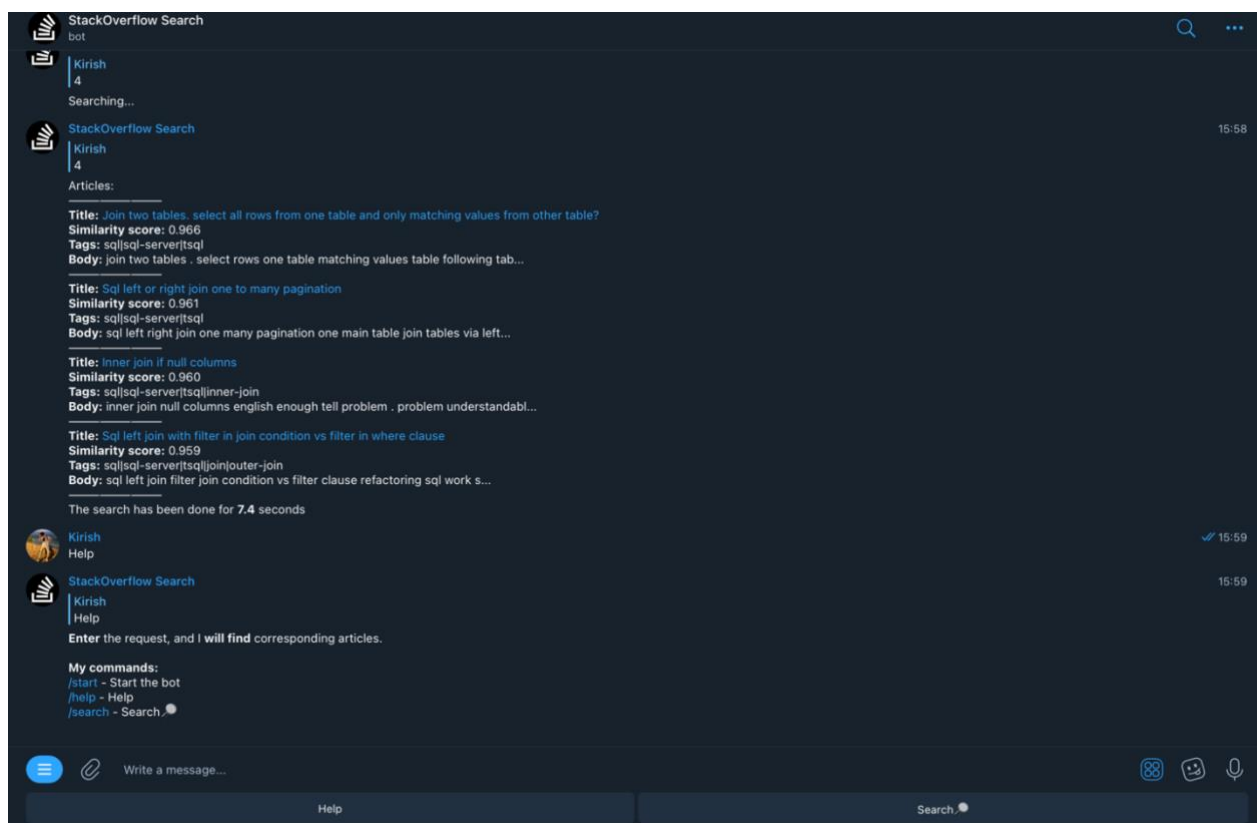 StackOverflow Search
bot
Kirish
4
Searching...
StackOverflow Search
15:58
Kirish
4
Articles:
Title: Join two tables. select all rows from one table and only matching values from other table?
Similarity score: 0.966
Tags: sql|sql-server|tsql
Body: join two tables . select rows one table matching values table following tab...
Title: Sql left or right join one to many pagination
Similarity score: 0.961
Tags: sql|sql-server|tsql
Body: sql left right join one many pagination one main table join tables via left...
Title: Inner join if null columns
Similarity score: 0.960
Tags: sql|sql-server|tsql|inner-join
Body: inner join null columns english enough tell problem . problem understandabl...
Title: Sql left join with filter in join condition vs filter in where clause
Similarity score: 0.959
Tags: sql|sql-server|tsql|join|outer-join
Body: sql left join filter join condition vs filter clause refactoring sql work s...
The search has been done for 7.4 seconds
Kirish
15:59
Help
StackOverflow Search
15:59
Kirish
Help
Enter the request, and I will find corresponding articles.
My commands:
/start - Start the bot
/help - Help
/search - Search
Write a message...
Help
Search